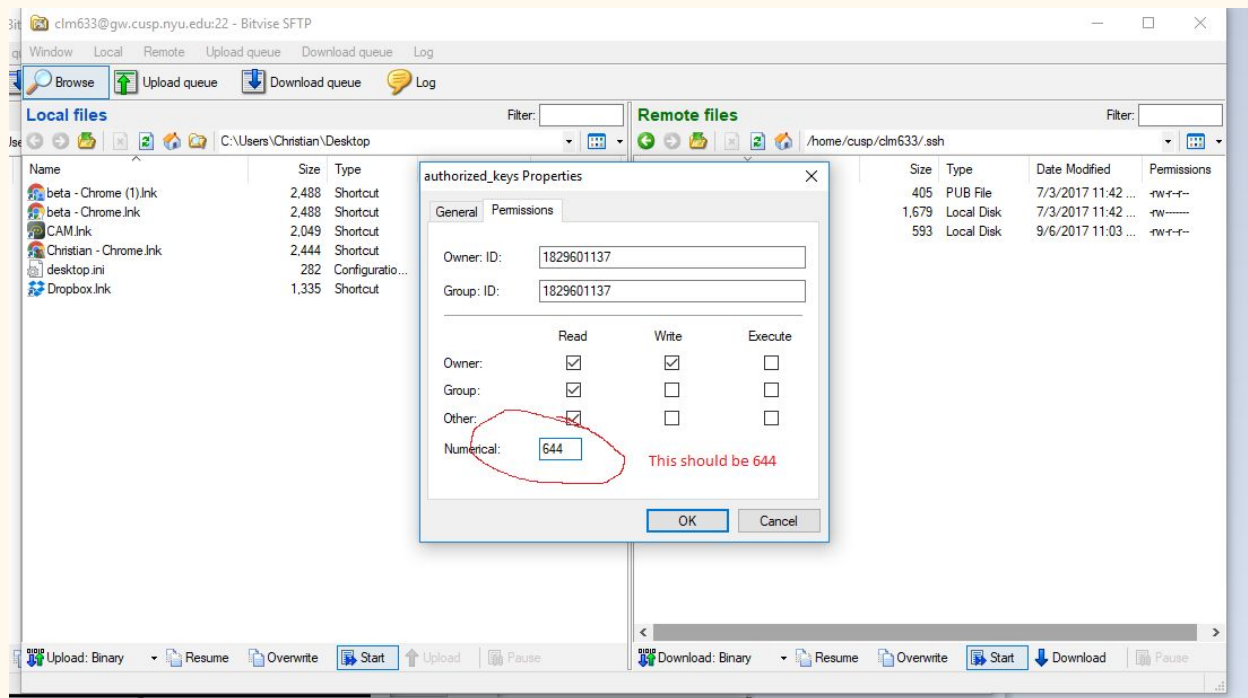 clm633@gw.cusp.nyu.edu:22 - Bitvise SFTP
Window Local Remote Upload queue Download queue Log
Browse Upload queue Download queue Log
Local files Filter:
C:\Users\Christian\Desktop
Name Size Type
beta - Chrome (1).lnk 2,488 Shortcut
beta - Chrome.lnk 2,488 Shortcut
CAM.lnk 2,049 Shortcut
Christian - Chrome.lnk 2,444 Shortcut
desktop.ini 282 Configuratio...
Dropbox.lnk 1,335 Shortcut
Remote files Filter:
/home/cusp/clm633/.ssh
Size Type Date Modified Permissions
405 PUB File 7/3/2017 11:42 ... -rw-r--r--
1,679 Local Disk 7/3/2017 11:42 ... -rw-------
593 Local Disk 9/6/2017 11:03 ... -rw-r--r--
authorized_keys Properties
General Permissions
Owner: ID: 1829601137
Group: ID: 1829601137
Read Write Execute
Owner:
Group:
Other:
Numerical: 644
This should be 644
OK Cancel
Upload: Binary Resume Overwrite Start Upload Pause
Download: Binary Resume Overwrite Start Download Pause